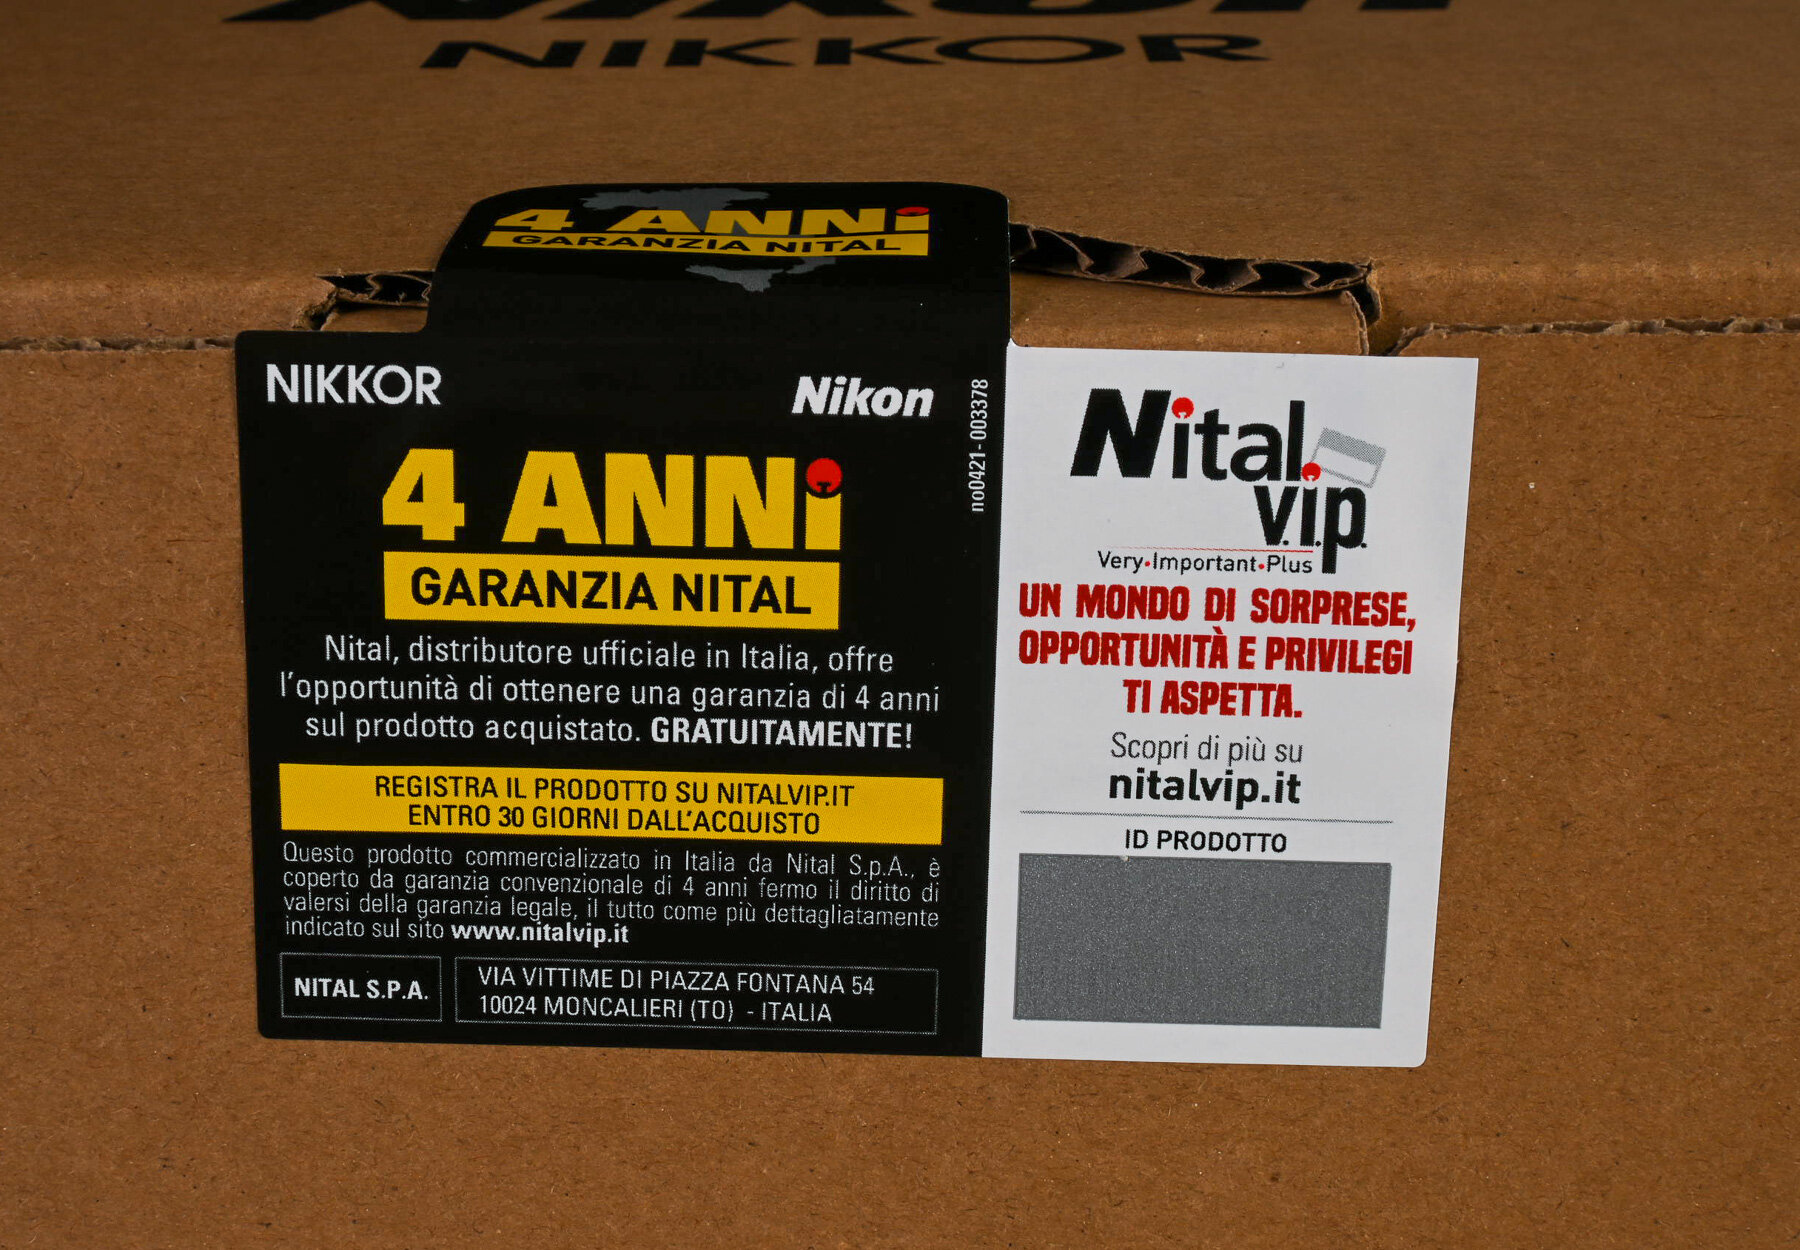 NIKKOR
4 ANNi
GARANZIA NITAL
NIKKOR
Nikon
no0421-003378
4 ANNi
GARANZIA NITAL
Nital, distributore ufficiale in Italia, offre
l'opportunità di ottenere una garanzia di 4 anni
sul prodotto acquistato. GRATUITAMENTE!
REGISTRA IL PRODOTTO SU NITALVIP.IT
ENTRO 30 GIORNI DALL'ACQUISTO
Questo prodotto commercializzato in Italia da Nital S.p.A., è
coperto da garanzia convenzionale di 4 anni fermo il diritto di
valersi della garanzia legale, il tutto come più dettagliatamente
indicato sul sito www.nitalvip.it
NITAL S.P.A.
VIA VITTIME DI PIAZZA FONTANA 54
10024 MONCALIERI (TO) - ITALIA
Nital
v.i.p.
Very•Important•Plus
UN MONDO DI SORPRESE,
OPPORTUNITÀ E PRIVILEGI
TI ASPETTA.
Scopri di più su
nitalvip.it
ID PRODOTTO